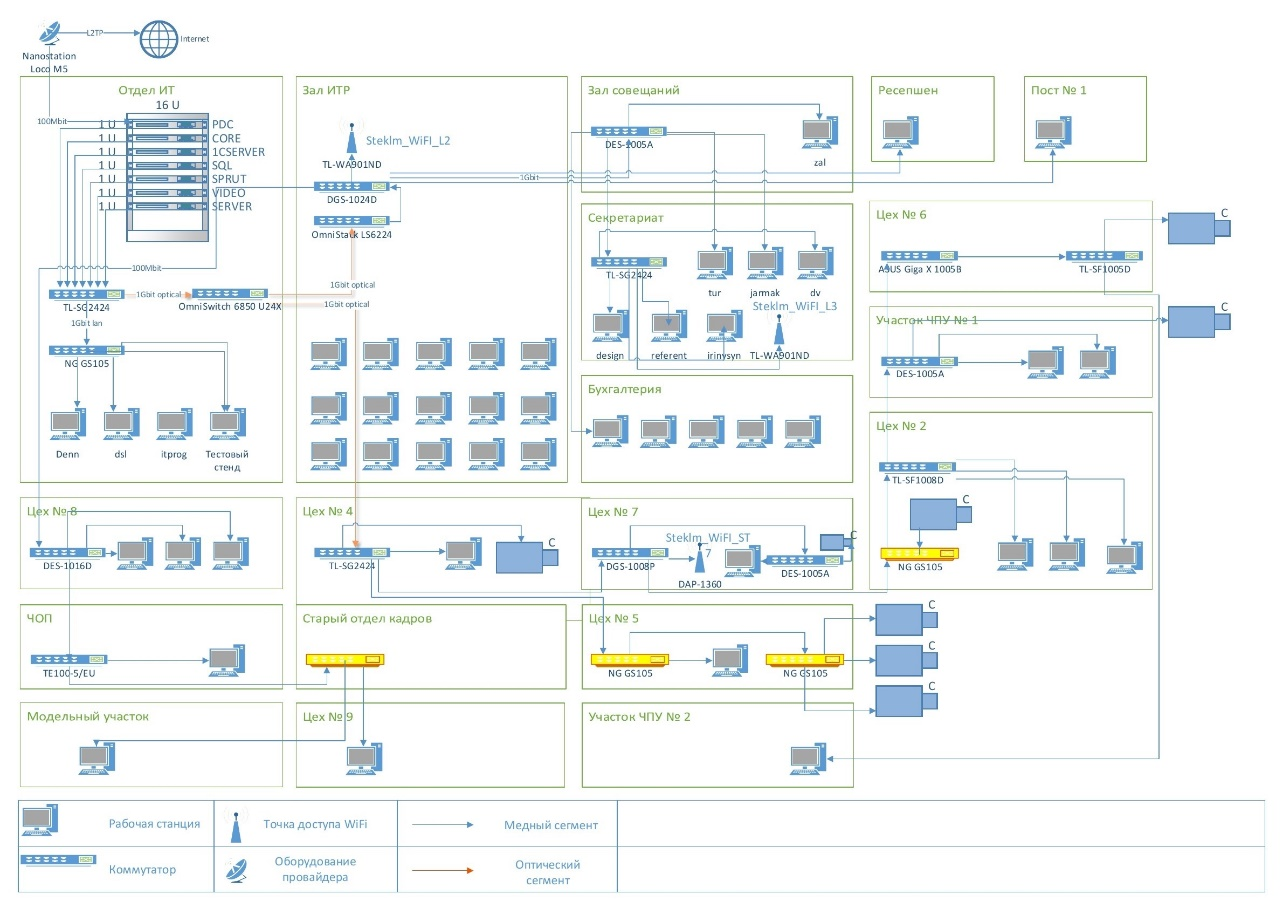 L2TP
Internet
Nanostation
Loco M5
Отдел ИТ
16 U
100Mbit
1 U PDC
1 U CORE
1 U 1CSERVER
1 U SQL
1 U SPRUT
1 U VIDEO
1 U SERVER
100Mbit
TL-SG2424
1Gbit optical
OmniSwitch 6850 U24X
1Gbit lan
NG GS105
Denn
dsl
itprog
Тестовый
стенд
Зал ИТР
Steklm_WiFI_L2
TL-WA901ND
DGS-1024D
OmniStack LS6224
1Gbit optical
1Gbit optical
1Gbit
Зал совещаний
DES-1005A
zal
Ресепшен
Пост № 1
Секретариат
TL-SG2424
tur
jarmak
dv
Steklm_WiFI_L3
design
referent
irinvsyn
TL-WA901ND
Бухгалтерия
Цех № 6
ASUS Giga X 1005B
TL-SF1005D
C
C
Участок ЧПУ № 1
DES-1005A
Цех № 2
TL-SF1008D
C
NG GS105
Цех № 8
DES-1016D
Цех № 4
TL-SG2424
C
Цех № 7
Steklm_WiFI_ST
7
DGS-1008P
DAP-1360
DES-1005A
C
ЧОП
TE100-5/EU
Старый отдел кадров
Цех № 5
NG GS105
NG GS105
C
C
C
Модельный участок
Цех № 9
Участок ЧПУ № 2
Рабочая станция
Точка доступа WiFi
Медный сегмент
Коммутатор
Оборудование
провайдера
Оптический
сегмент